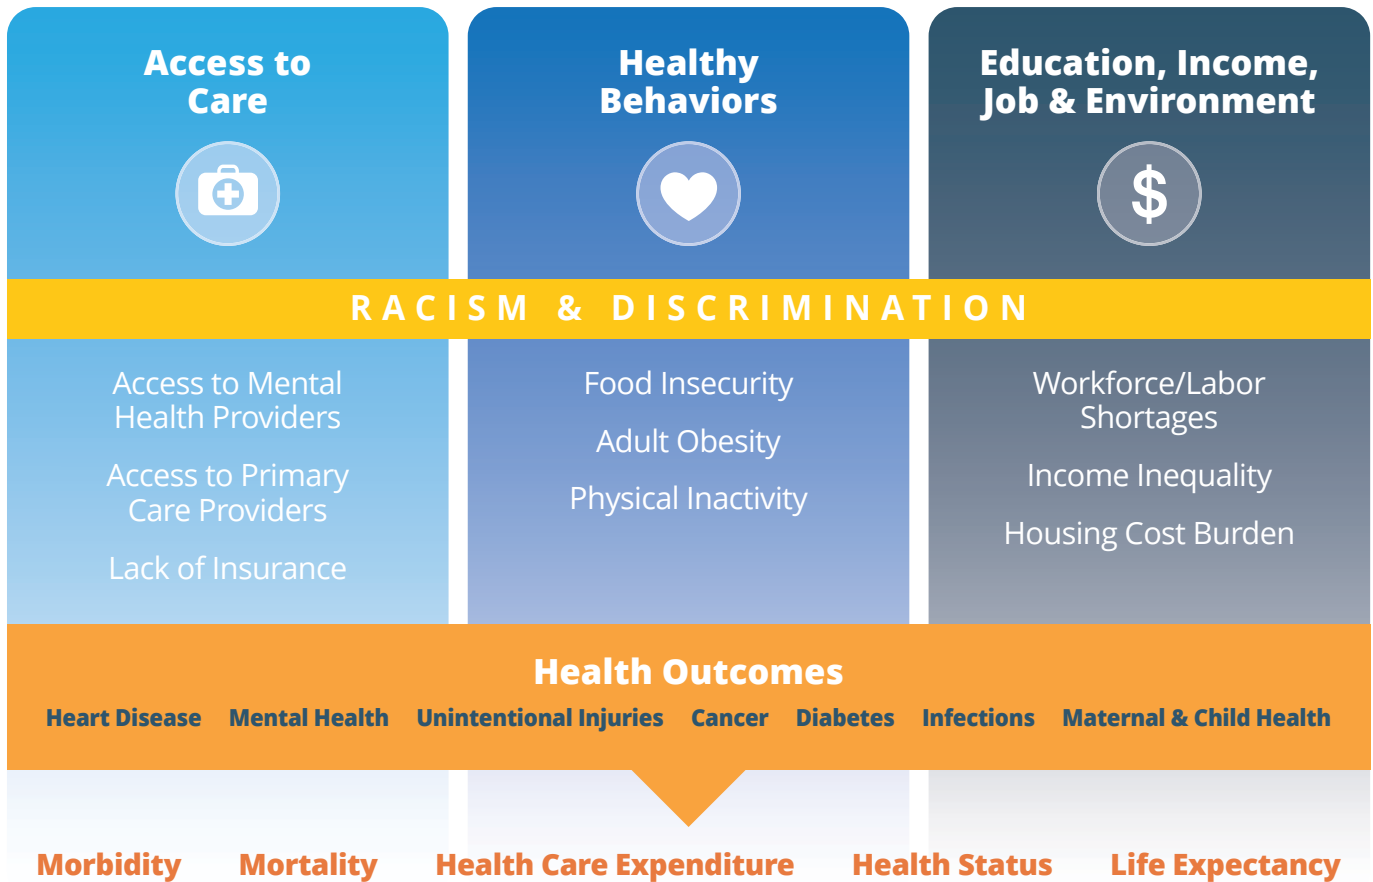 Access to
Care
Healthy
Behaviors
Education, Income,
Job & Environment
$
RACISM & DISCRIMINATION
Access to Mental
Health Providers
Access to Primary
Care Providers
Lack of Insurance
Food Insecurity
Adult Obesity
Physical Inactivity
Workforce/Labor
Shortages
Income Inequality
Housing Cost Burden
Health Outcomes
Heart Disease Mental Health Unintentional Injuries Cancer Diabetes Infections Maternal & Child Health
Morbidity Mortality Health Care Expenditure Health Status Life Expectancy